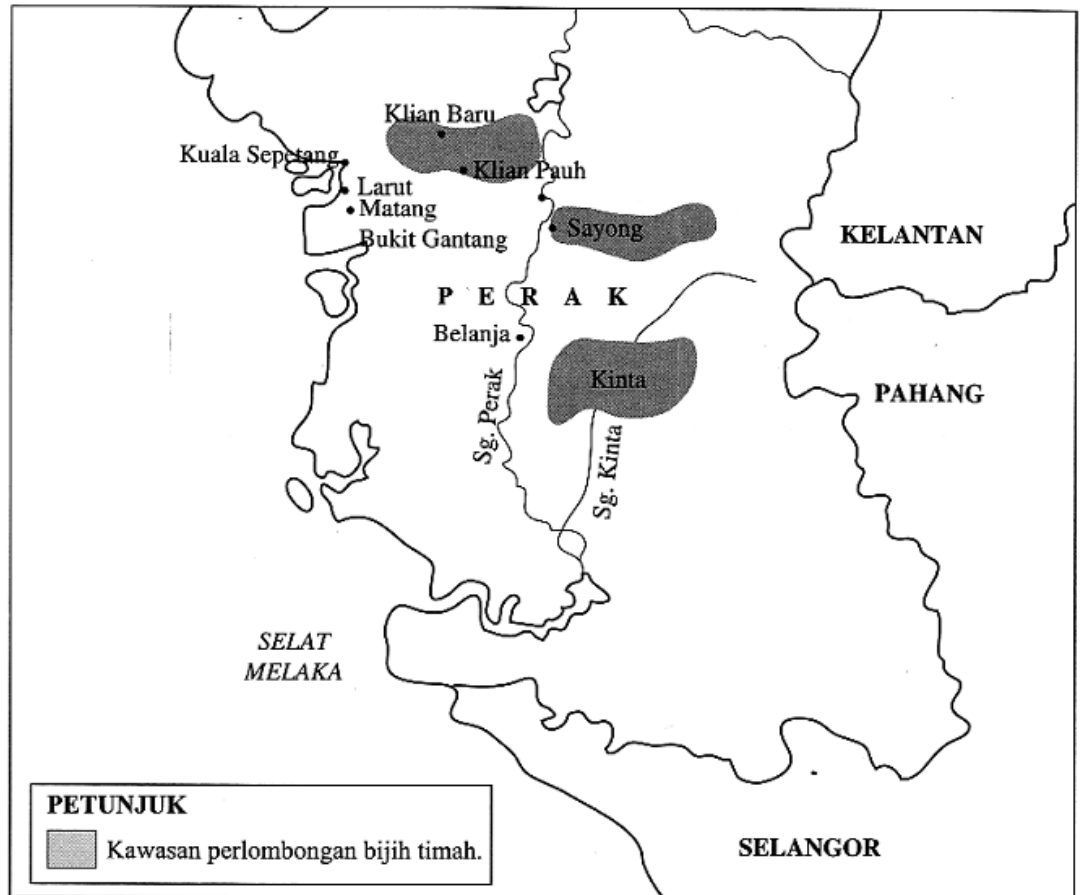 Klian Baru
Kuala Sepetang
Klian Pauh
Larut
Matang
Sayong
Bukit Gantang
KELANTAN
PERAK
Belanja
Kinta
PAHANG
Sg. Perak
Sg. Kinta
SELAT
MELAKA
PETUNJUK
Kawasan perlombongan bijih timah.
SELANGOR